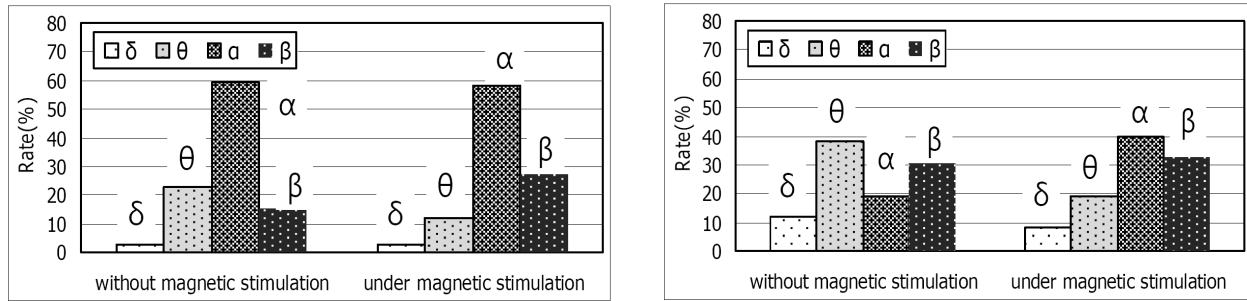 80
70
60
50
40
30
20
10
0
Rate(%)
δ θ α β
δ
θ
α
β
δ
θ
α
β
without magnetic stimulation
under magnetic stimulation
80
70
60
50
40
30
20
10
0
Rate(%)
δ θ α β
δ
θ
α
β
δ
θ
α
β
without magnetic stimulation
under magnetic stimulation